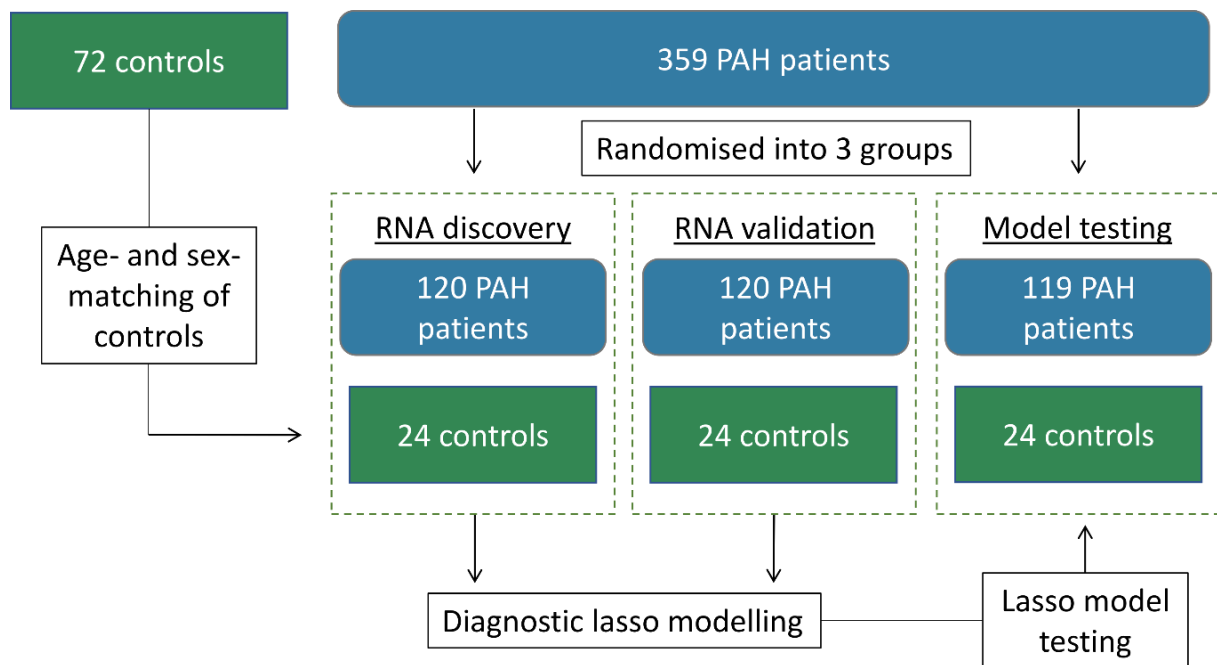 72 controls
359 PAH patients
Randomised into 3 groups
Age- and sex-
matching of
controls
RNA discovery
120 PAH
patients
24 controls
RNA validation
120 PAH
patients
24 controls
Model testing
119 PAH
patients
24 controls
Diagnostic lasso modelling
Lasso model
testing